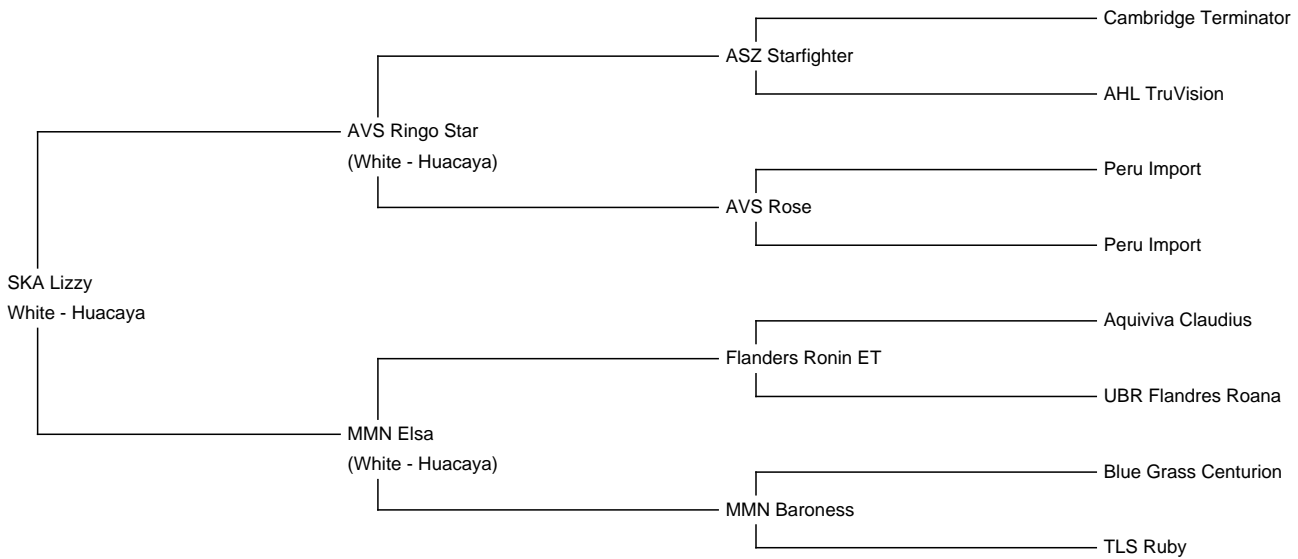 Cambridge Terminator
ASZ Starfighter
AHL TruVision
AVS Ringo Star
(White - Huacaya)
Peru Import
AVS Rose
Peru Import
SKA Lizzy
White - Huacaya
Aquiviva Claudius
Flanders Ronin ET
UBR Flandres Roana
MMN Elsa
(White - Huacaya)
Blue Grass Centurion
MMN Baroness
TLS Ruby